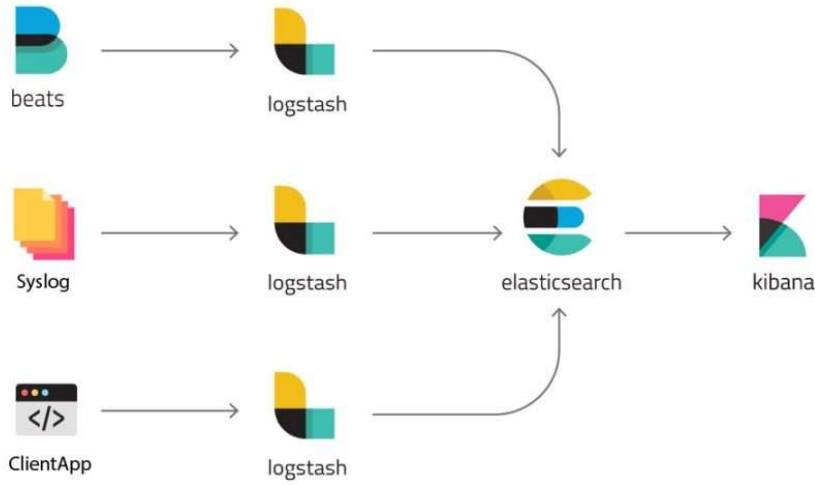 beats
logstash
Syslog
logstash
elasticsearch
kibana
</>
ClientApp
logstash